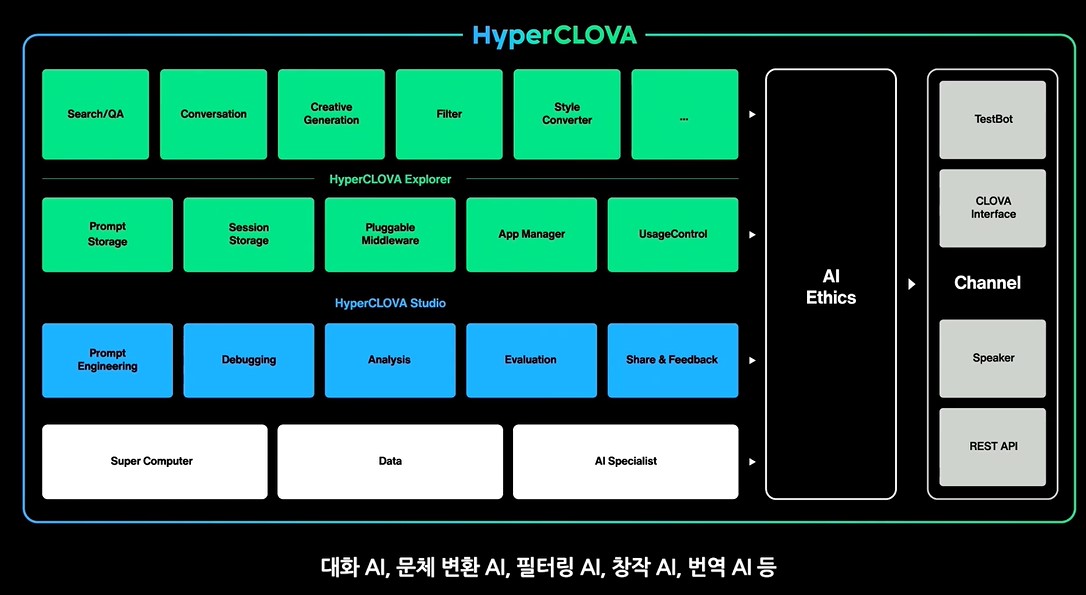 HyperCLOVA
Search/QA
Conversation
Creative
Generation
Filter
Style
Converter
...
HyperCLOVA Explorer
Prompt
Storage
Session
Storage
Pluggable
Middleware
App Manager
UsageControl
HyperCLOVA Studio
Prompt
Engineering
Debugging
Analysis
Evaluation
Share & Feedback
Super Computer
Data
AI Specialist
AI
Ethics
TestBot
CLOVA
Interface
Channel
Speaker
REST API
대화 AI, 문체 변환 AI, 필터링 AI, 창작 AI, 번역 AI 등